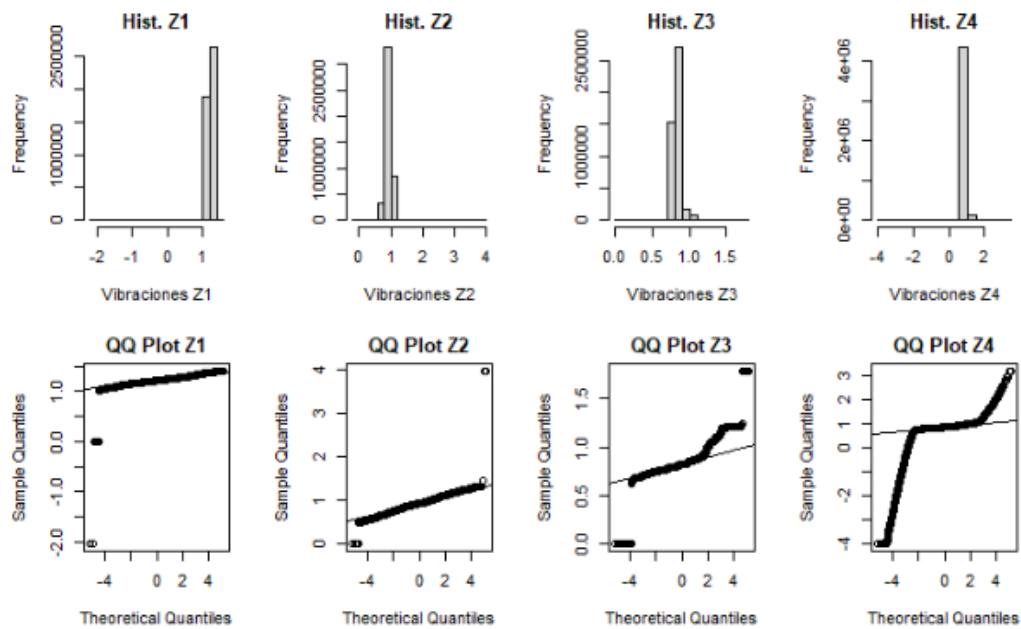 Hist. Z1
Hist. Z2
Hist. Z3
Hist. Z4
Frequency
0 1000000 2500000
-2 -1 0 1
Vibraciones Z1
Frequency
0 1000000 2500000
0 1 2 3 4
Vibraciones Z2
Frequency
0 1000000 2500000
0.0 0.5 1.0 1.5
Vibraciones Z3
Frequency
0e+00 2e+06 4e+06
-4 -2 0 2
Vibraciones Z4
QQ Plot Z1
QQ Plot Z2
QQ Plot Z3
QQ Plot Z4
Sample Quantiles
-2.0 -1.0 0.0 1.0
-4 0 2 4
Theoretical Quantiles
Sample Quantiles
0 1 2 3 4
-4 0 2 4
Theoretical Quantiles
Sample Quantiles
0.0 0.5 1.0 1.5
-4 0 2 4
Theoretical Quantiles
Sample Quantiles
-4 -2 0 1 2 3
-4 0 2 4
Theoretical Quantiles